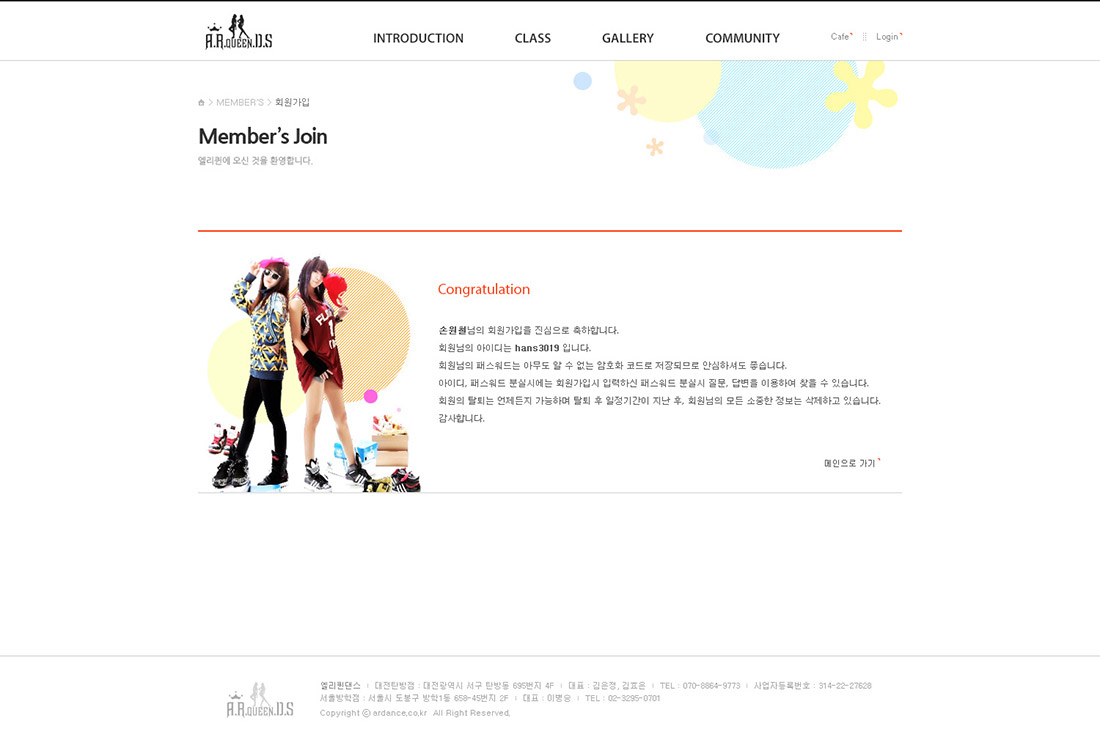 A.R.QUEEN.D.S
INTRODUCTION CLASS GALLERY COMMUNITY Cafe Login
> MEMBER'S > 회원가입
Member's Join
엘리퀸에 오신 것을 환영합니다.
Congratulation
손원월님의 회원가입을 진심으로 축하합니다.
회원님의 아이디는 hans3019 입니다.
회원님의 패스워드는 아무도 알 수 없는 암호화 코드로 저장되므로 안심하셔도 좋습니다.
아이디, 패스워드 분실시에는 회원가입시 입력하신 패스워드 분실시 질문, 답변을 이용하여 찾을 수 있습니다.
회원의 탈퇴는 언제든지 가능하며 탈퇴 후 일정기간이 지난 후, 회원님의 모든 소중한 정보는 삭제하고 있습니다.
감사합니다.
메인으로 가기
A.R.QUEEN.D.S
엘리퀸댄스 대전탄방점 : 대전광역시 서구 탄방동 695번지 4F 대표 : 김윤정, 김효은 TEL : 070-8864-9773 사업자등록번호 : 314-22-27628
서울방학점 : 서울시 도봉구 방학1동 659-45번지 2F 대표 : 이명숭 TEL : 02-3295-0701
Copyright ⓒ ardance.co.kr All Right Reserved.